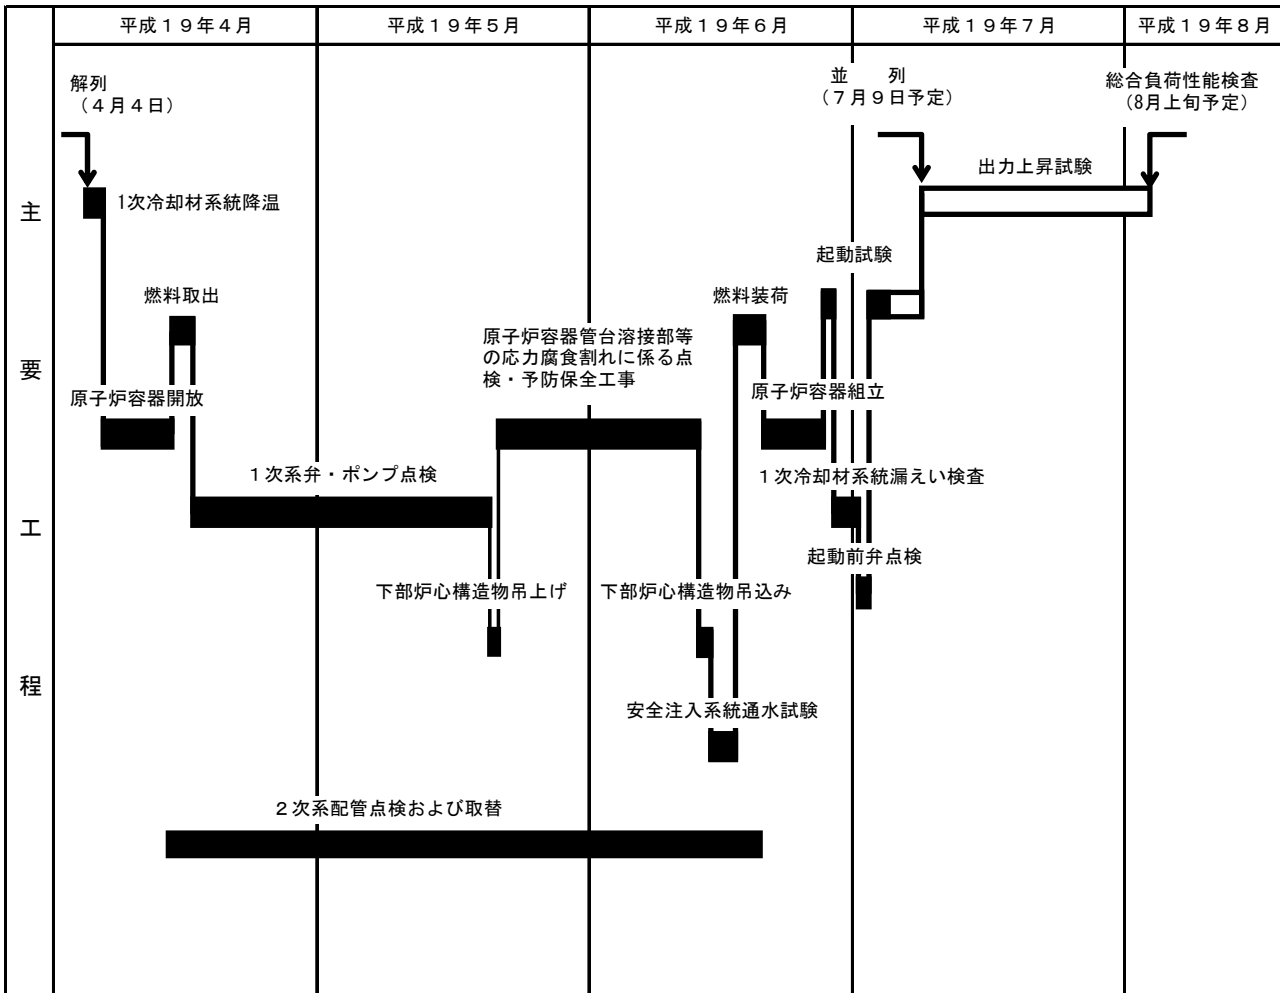 平成１９年４月
平成１９年５月
平成１９年６月
平成１９年７月
平成１９年８月
主
要
工
程
解列
（４月４日）
並　列
（７月９日予定）
総合負荷性能検査
（8月上旬予定）
1次冷却材系統降温
出力上昇試験
起動試験
燃料取出
燃料装荷
原子炉容器管台溶接部等
の応力腐食割れに係る点
検・予防保全工事
原子炉容器開放
原子炉容器組立
１次系弁・ポンプ点検
１次冷却材系統漏えい検査
起動前弁点検
下部炉心構造物吊上げ
下部炉心構造物吊込み
安全注入系統通水試験
２次系配管点検および取替